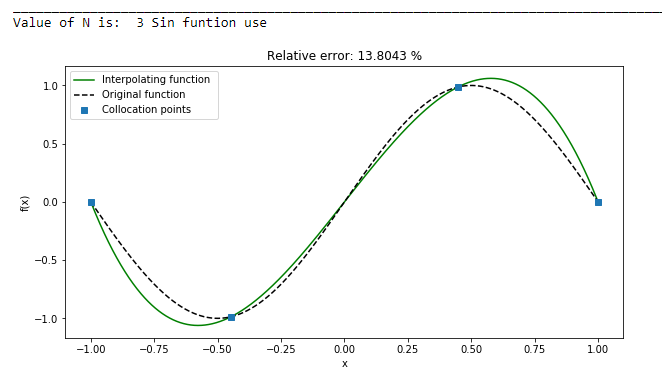 Value of N is:  3 Sin funtion use
Relative error: 13.8043 %
Interpolating function
Original function
Collocation points
1.0
0.5
0.0
−0.5
−1.0
f(x)
−1.00 −0.75 −0.50 −0.25 0.00 0.25 0.50 0.75 1.00
x